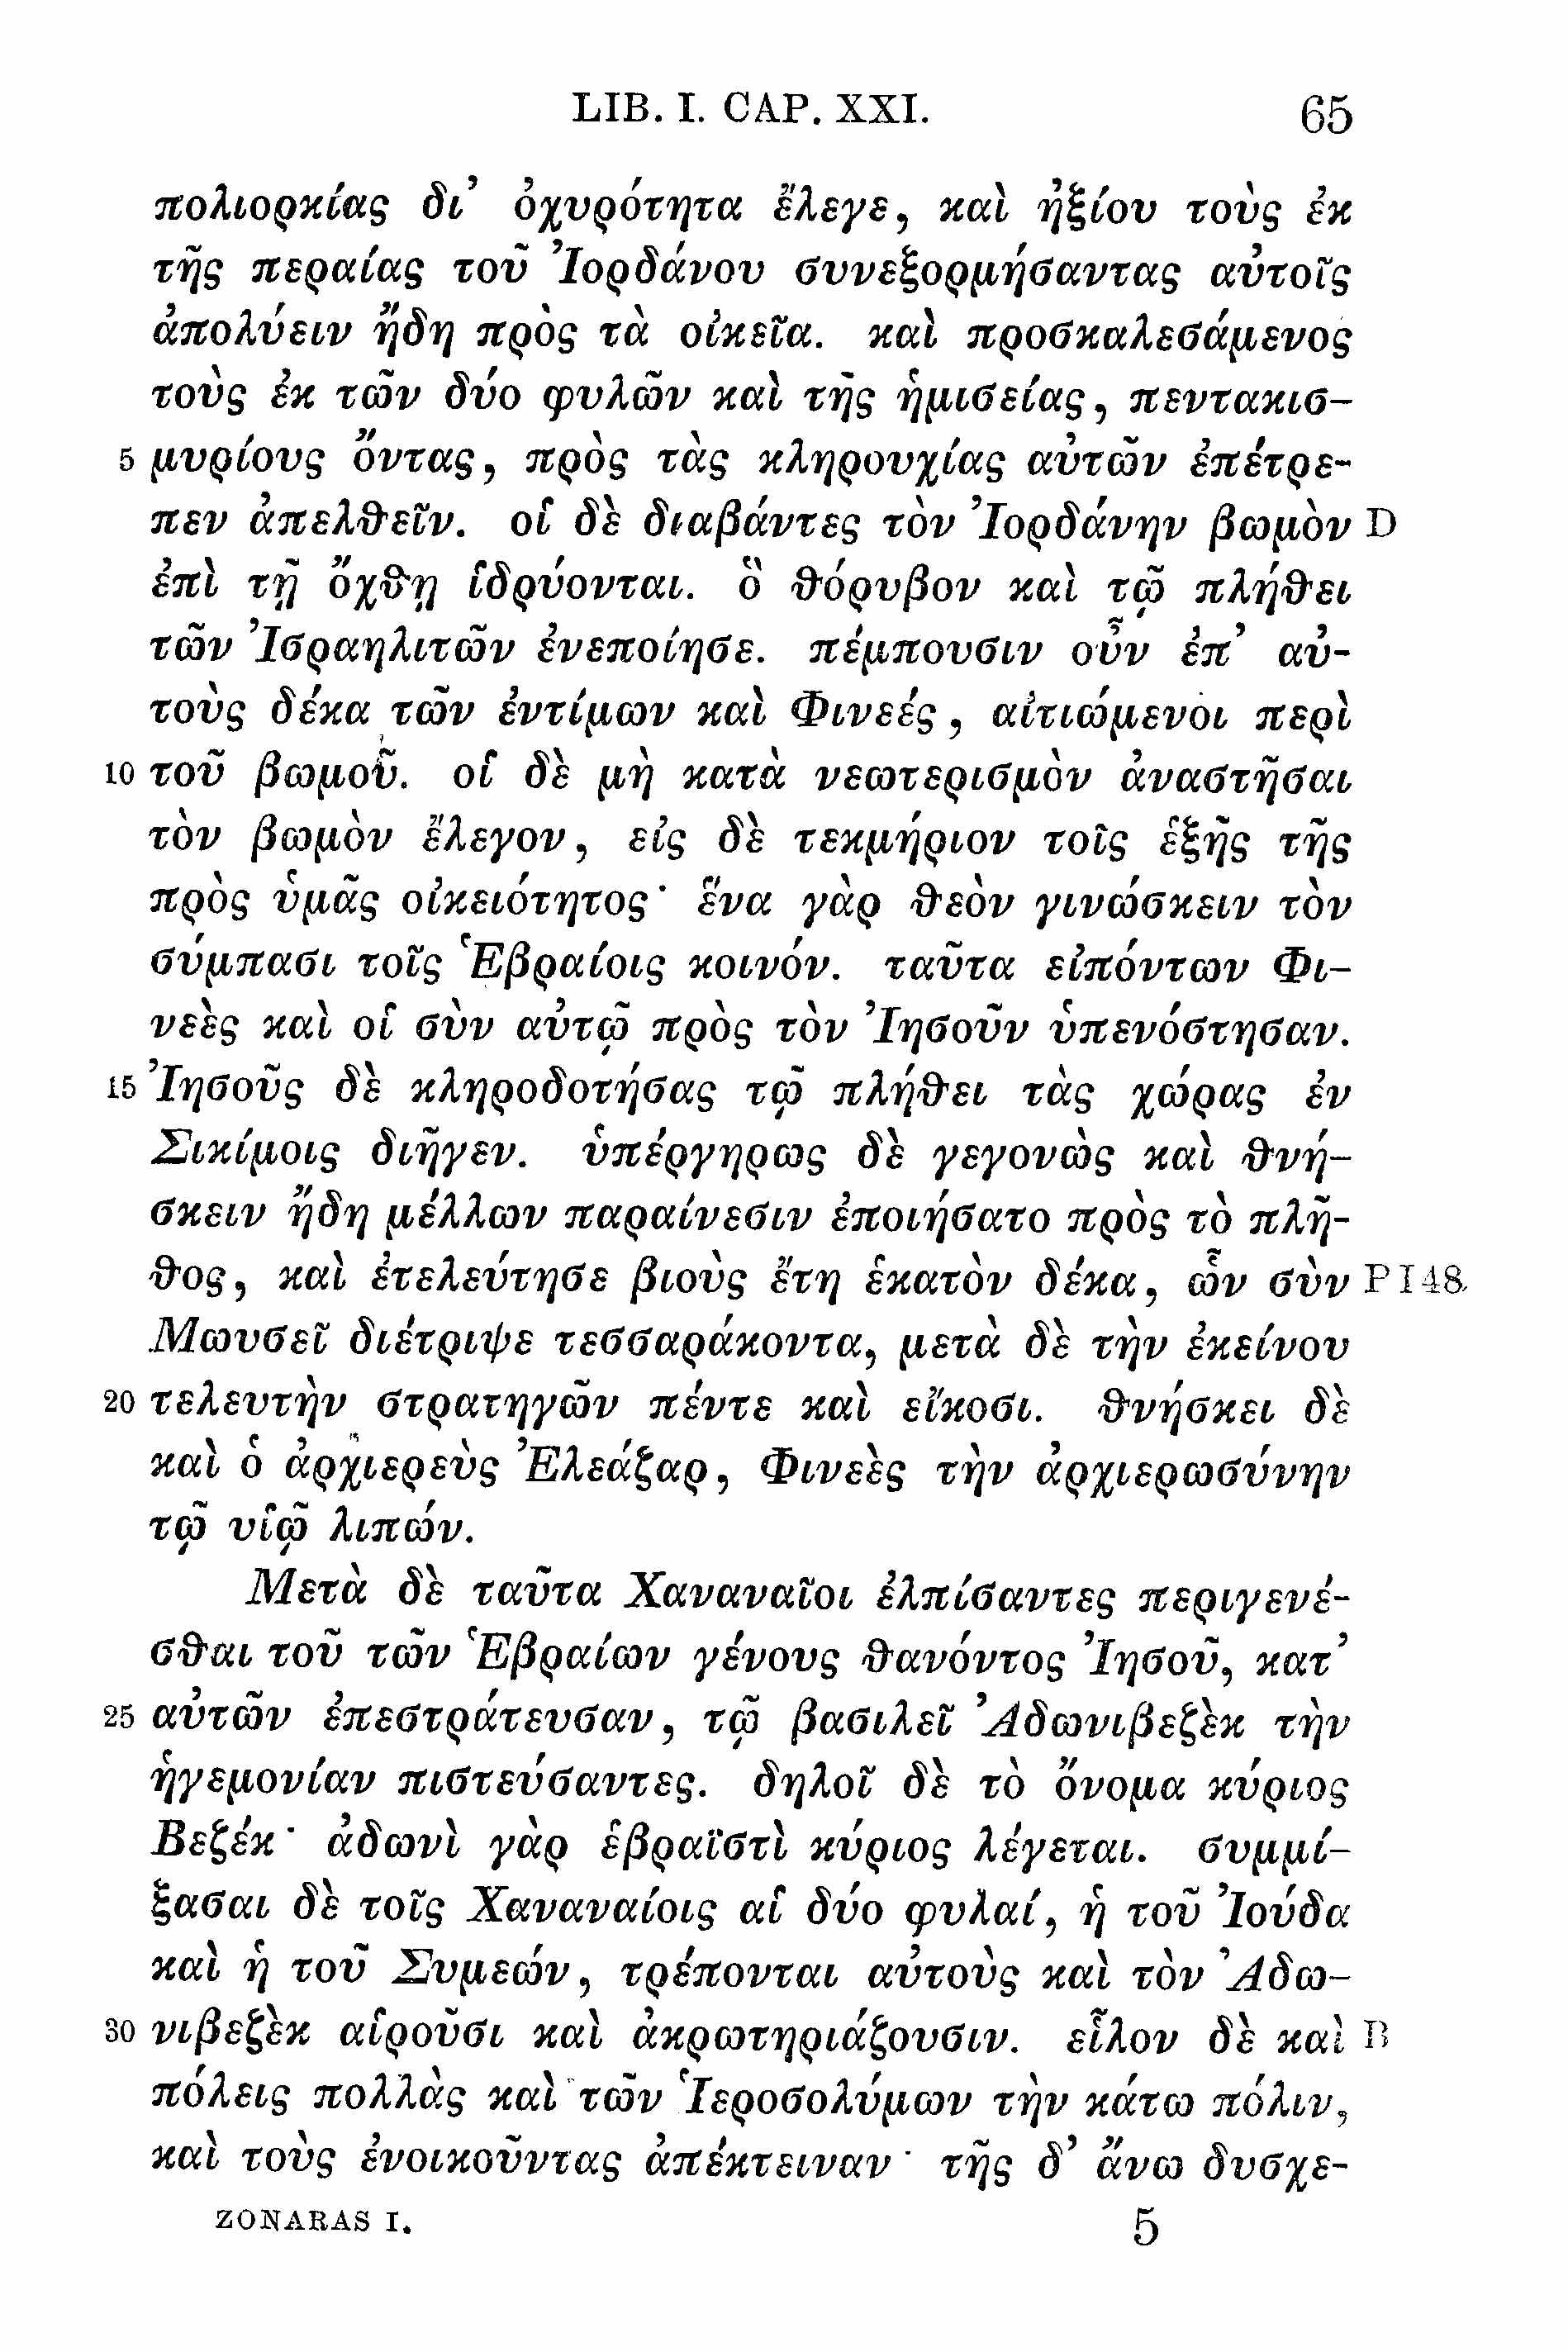 LIB. I. CAP. XXI. 65
πολιορκίας δι’ ὀχυρότητα ἔλεγε, καὶ ἠξίου τοὺς ἐκ
τῆς περαίας τοῦ Ἰορδάνου συνεξορμήσαντας αὐτοῖς
ἀπολύειν ἤδη πρὸς τὰ οἰκεῖα. καὶ προσκαλεσάμενος
τοὺς ἐκ τῶν δύο φυλῶν καὶ τῆς ἡμισείας, πεντακισ-
5 μυρίους ὄντας, πρὸς τὰς κληρουχίας αὐτῶν ἐπέτρε-
πεν ἀπελθεῖν. οἱ δὲ διαβάντες τὸν Ἰορδάνην βωμὸν D
ἐπὶ τῇ ὄχθῃ ἱδρύονται. ὃ θόρυβον καὶ τῷ πλήθει
τῶν Ἰσραηλιτῶν ἐνεποίησε. πέμπουσιν οὖν ἐπ’ αὐ-
τοὺς δέκα τῶν ἐντίμων καὶ Φινεές, αἰτιώμενοι περὶ
10 τοῦ βωμοῦ. οἱ δὲ μὴ κατὰ νεωτερισμὸν ἀναστῆσαι
τὸν βωμὸν ἔλεγον, εἰς δὲ τεκμήριον τοῖς ἑξῆς τῆς
πρὸς ὑμᾶς οἰκειότητος· ἕνα γὰρ θεὸν γινώσκειν τὸν
σύμπασι τοῖς Ἑβραίοις κοινόν. ταῦτα εἰπόντων Φι-
νεὲς καὶ οἱ σὺν αὐτῷ πρὸς τὸν Ἰησοῦν ὑπενόστησαν.
15 Ἰησοῦς δὲ κληροδοτήσας τῷ πλήθει τὰς χώρας ἐν
Σικίμοις διῆγεν. ὑπέργηρως δὲ γεγονὼς καὶ θνή-
σκειν ἤδη μέλλων παραίνεσιν ἐποιήσατο πρὸς τὸ πλῆ-
θος, καὶ ἐτελεύτησε βιοὺς ἔτη ἑκατὸν δέκα, ὧν σὺν P I 48
Μωυσεῖ διέτριψε τεσσαράκοντα, μετὰ δὲ τὴν ἐκείνου
20 τελευτὴν στρατηγῶν πέντε καὶ εἴκοσι. θνήσκει δὲ
καὶ ὁ ἀρχιερεὺς Ἐλεάζαρ, Φινεὲς τὴν ἀρχιερωσύνην
τῷ υἱῷ λιπών.
Μετὰ δὲ ταῦτα Χαναναῖοι ἐλπίσαντες περιγενέ-
σθαι τοῦ τῶν Ἑβραίων γένους θανόντος Ἰησοῦ, κατ’
25 αὐτῶν ἐπεστράτευσαν, τῷ βασιλεῖ Ἀδωνιβεζὲκ τὴν
ἡγεμονίαν πιστεύσαντες. δηλοῖ δὲ τὸ ὄνομα κύριος
Βεζέκ· ἀδωνὶ γὰρ ἑβραϊστὶ κύριος λέγεται. συμμί-
ξασαι δὲ τοῖς Χαναναίοις αἱ δύο φυλαί, ἡ τοῦ Ἰούδα
καὶ ἡ τοῦ Συμεών, τρέπονται αὐτοὺς καὶ τὸν Ἀδω-
30 νιβεζὲκ αἱροῦσι καὶ ἀκρωτηριάζουσιν. εἷλον δὲ καὶ B
πόλεις πολλὰς καὶ τῶν Ἱεροσολύμων τὴν κάτω πόλιν,
καὶ τοὺς ἐνοικοῦντας ἀπέκτειναν· τῆς δ’ ἄνω δυσχε-
ZONARAS I. 5